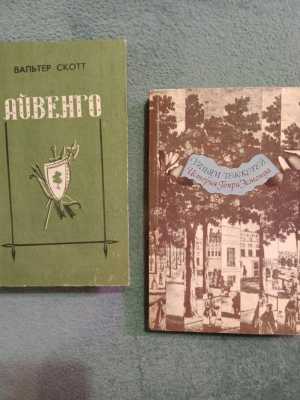 ВАЛЬТЕР СКОТТ
АЙВЕНГО
Уильям Теккерей
История Генри Эсмонда